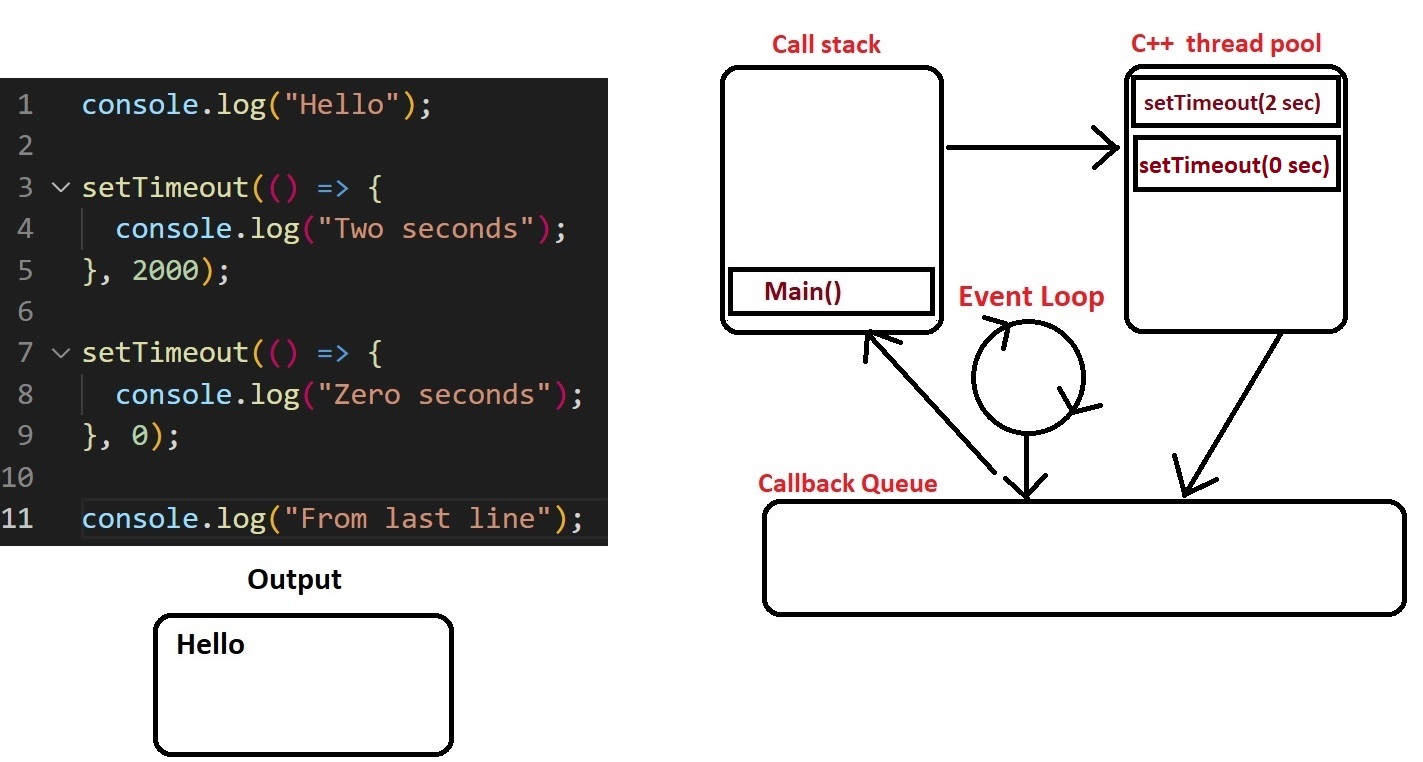 1 console.log("Hello");
2
3 setTimeout(() => {
4 console.log("Two seconds");
5 }, 2000);
6
7 setTimeout(() => {
8 console.log("Zero seconds");
9 }, 0);
10
11 console.log("From last line");
Output
Hello
Call stack
Main()
C++ thread pool
setTimeout(2 sec)
setTimeout(0 sec)
Event Loop
Callback Queue